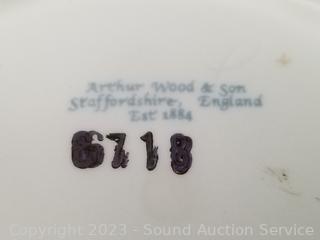 Arthur Wood & Son
Staffordshire, England
Est 1884
6718
Copyright 2023 - Sound Auction Service